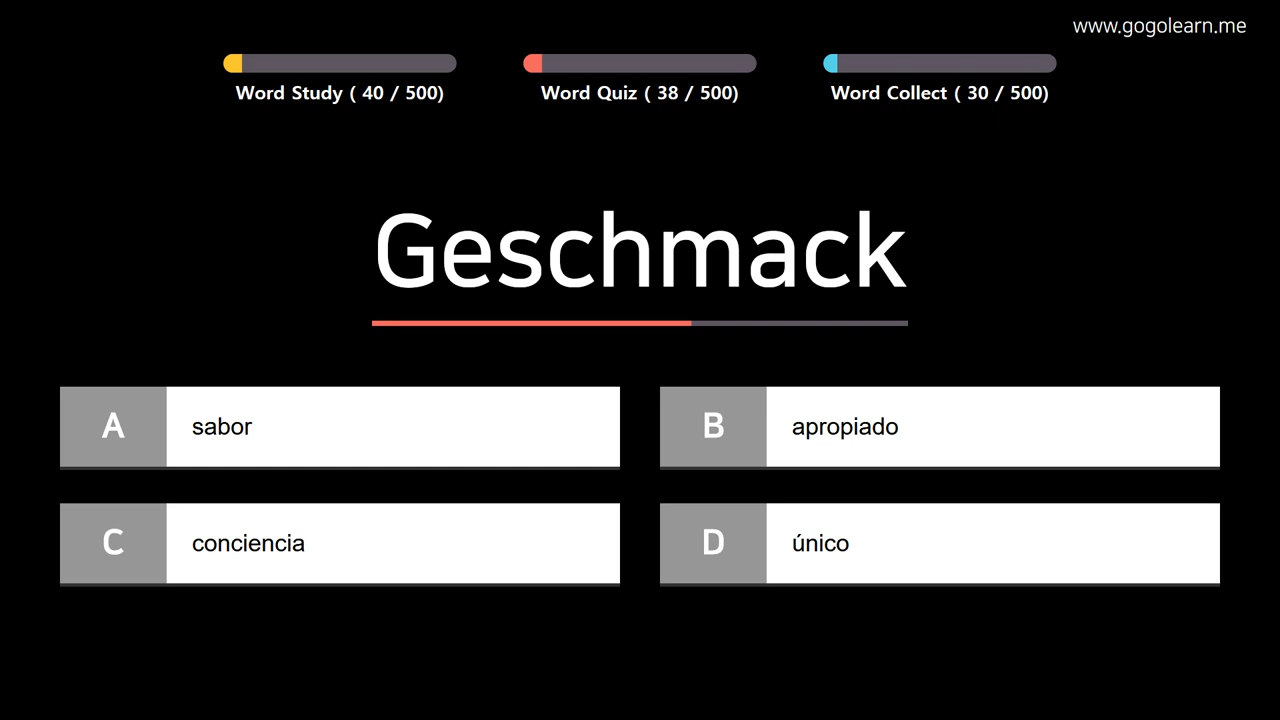 www.gogolearn.me
Word Study ( 40 / 500)
Word Quiz ( 38 / 500)
Word Collect ( 30 / 500)
Geschmack
A sabor
B apropiado
C conciencia
D único